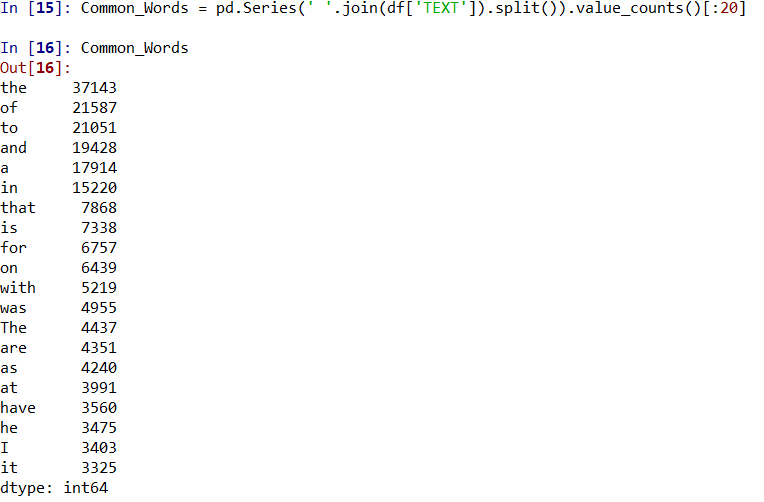 In [15]: Common_Words = pd.Series(' '.join(df['TEXT']).split()).value_counts()[:20]
In [16]: Common_Words
Out[16]:
the 37143
of 21587
to 21051
and 19428
a 17914
in 15220
that 7868
is 7338
for 6757
on 6439
with 5219
was 4955
The 4437
are 4351
as 4240
at 3991
have 3560
he 3475
I 3403
it 3325
dtype: int64